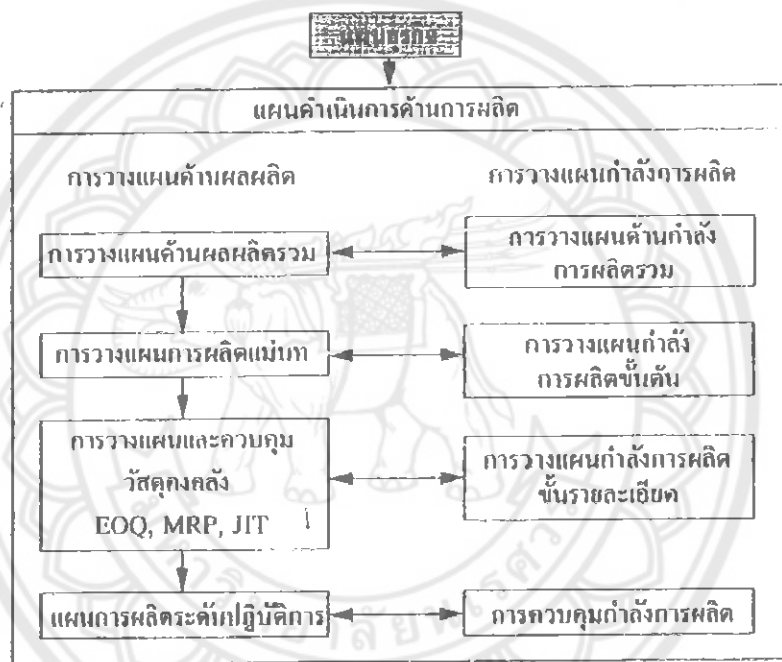 แผนธุรกิจ
แผนดำเนินการด้านการผลิต
การวางแผนด้านผลผลิต
การวางแผนกำลังการผลิต
การวางแผนด้านผลผลิตรวม
การวางแผนด้านกำลัง
การผลิตรวม
การวางแผนการผลิตแม่บท
การวางแผนกำลัง
การผลิตขั้นต้น
การวางแผนและควบคุม
วัสดุคงคลัง
EOQ, MRP, JIT
การวางแผนกำลังการผลิต
ขั้นรายละเอียด
แผนการผลิตระดับปฏิบัติการ
การควบคุมกำลังการผลิต